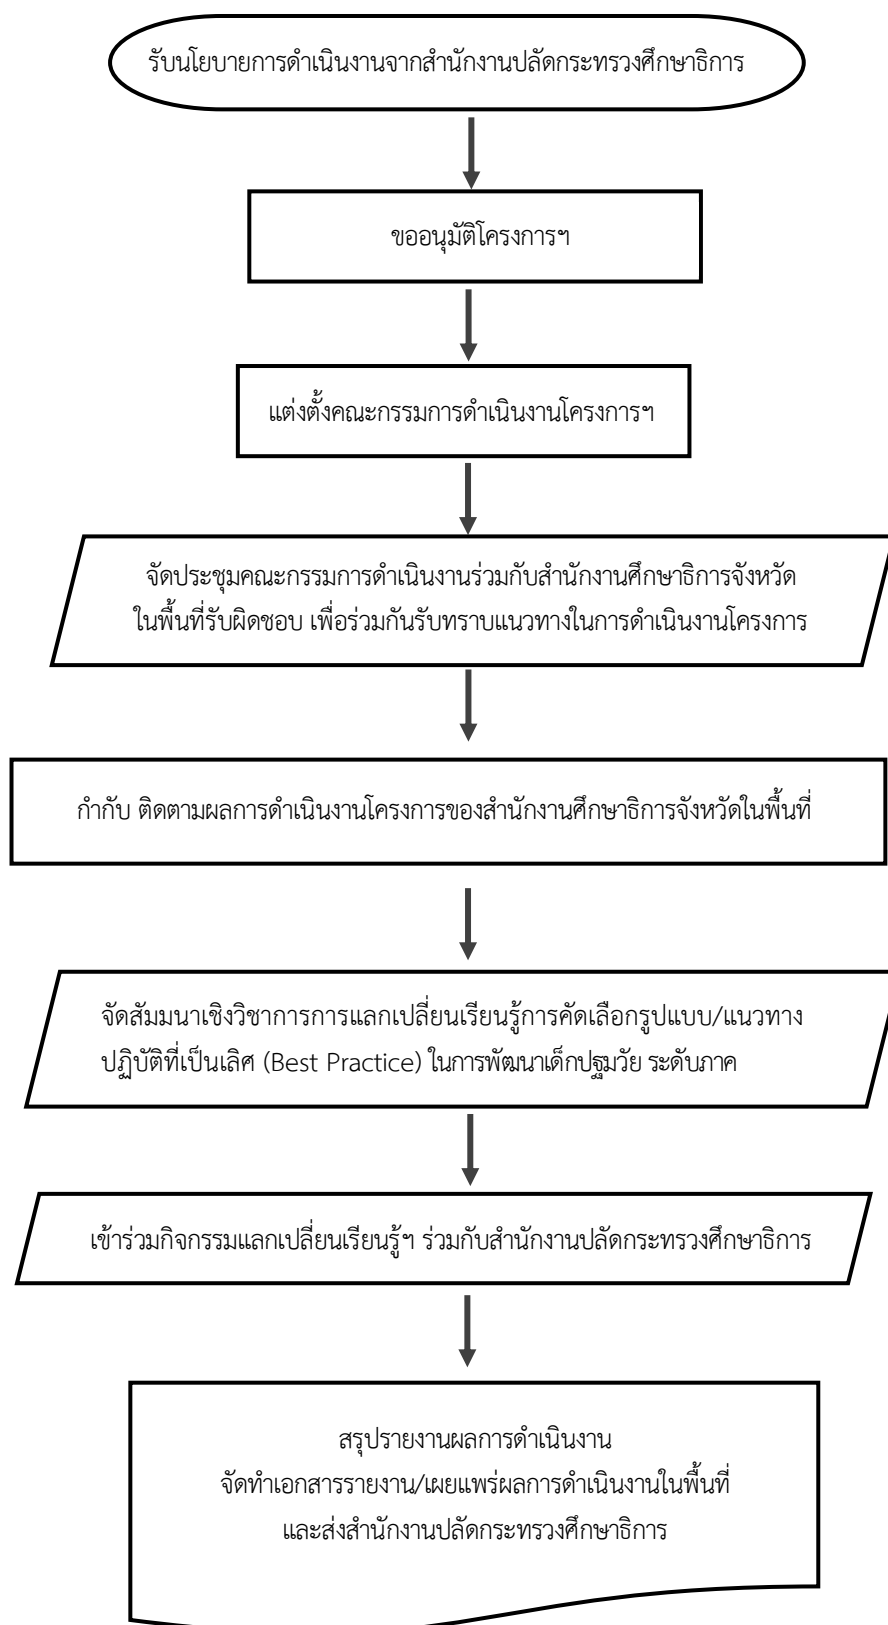 รับนโยบายการดำเนินงานจากสำนักงานปลัดกระทรวงศึกษาธิการ
ขออนุมัติโครงการฯ
แต่งตั้งคณะกรรมการดำเนินงานโครงการฯ
จัดประชุมคณะกรรมการดำเนินงานร่วมกับสำนักงานศึกษาธิการจังหวัด
ในพื้นที่รับผิดชอบ เพื่อร่วมกันรับทราบแนวทางในการดำเนินงานโครงการ
กำกับ ติดตามผลการดำเนินงานโครงการของสำนักงานศึกษาธิการจังหวัดในพื้นที่
จัดสัมมนาเชิงวิชาการการแลกเปลี่ยนเรียนรู้การคัดเลือกรูปแบบ/แนวทาง
ปฏิบัติที่เป็นเลิศ (Best Practice) ในการพัฒนาเด็กปฐมวัย ระดับภาค
เข้าร่วมกิจกรรมแลกเปลี่ยนเรียนรู้ฯ ร่วมกับสำนักงานปลัดกระทรวงศึกษาธิการ
สรุปรายงานผลการดำเนินงาน
จัดทำเอกสารรายงาน/เผยแพร่ผลการดำเนินงานในพื้นที่
และส่งสำนักงานปลัดกระทรวงศึกษาธิการ